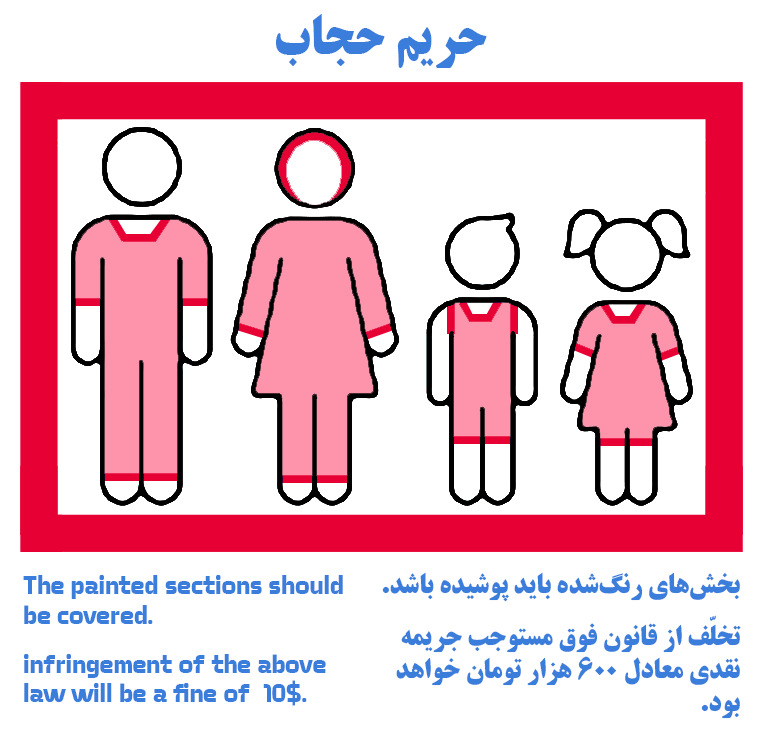 حریم حجاب
The painted sections should
be covered.
infringement of the above
law will be a fine of 10$.
بخش‌های رنگ‌شده باید پوشیده باشد.
تخلّف از قانون فوق مستوجب جریمه
نقدی معادل ۶۰۰ هزار تومان خواهد
بود.